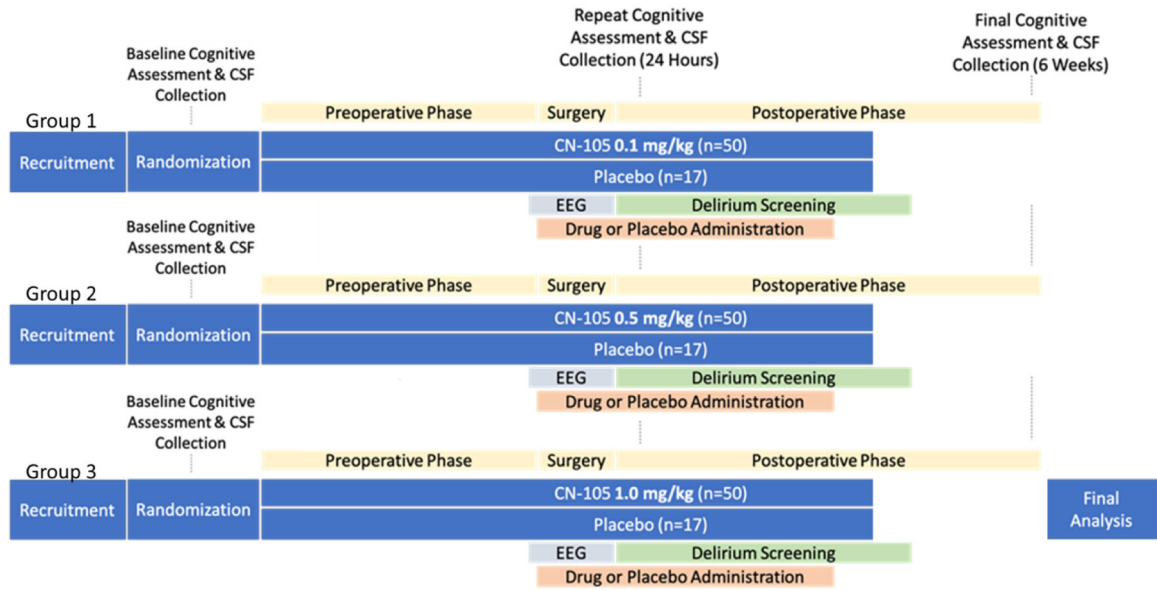 Repeat Cognitive
Assessment & CSF
Collection (24 Hours)
Final Cognitive
Assessment & CSF
Collection (6 Weeks)
Baseline Cognitive
Assessment & CSF
Collection
Preoperative Phase
Surgery
Postoperative Phase
Group 1
Recruitment
Randomization
CN-105 0.1 mg/kg (n=50)
Placebo (n=17)
EEG
Delirium Screening
Drug or Placebo Administration
Baseline Cognitive
Assessment & CSF
Collection
Preoperative Phase
Surgery
Postoperative Phase
Group 2
Recruitment
Randomization
CN-105 0.5 mg/kg (n=50)
Placebo (n=17)
EEG
Delirium Screening
Drug or Placebo Administration
Baseline Cognitive
Assessment & CSF
Collection
Preoperative Phase
Surgery
Postoperative Phase
Group 3
Recruitment
Randomization
CN-105 1.0 mg/kg (n=50)
Placebo (n=17)
Final
Analysis
EEG
Delirium Screening
Drug or Placebo Administration